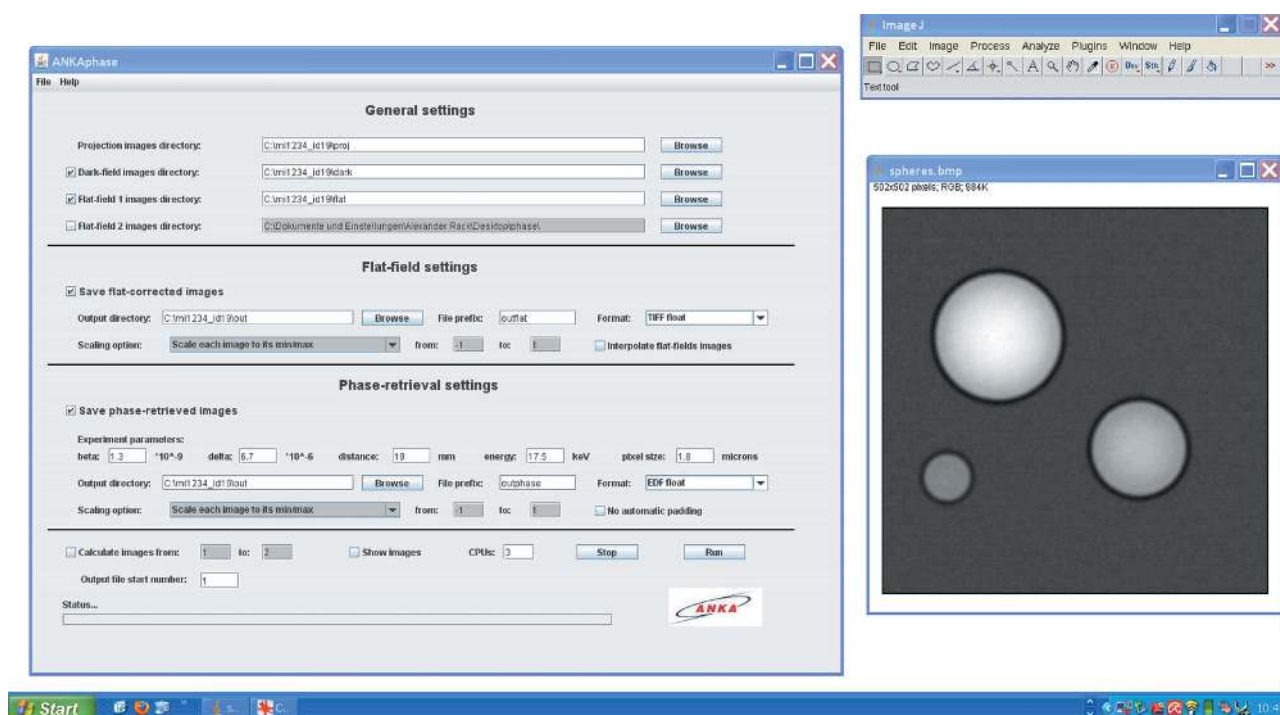 ANKAphase
File Help
General settings
Projection images directory: C:\mi1234_id19\proj Browse
Dark-field images directory: C:\mi1234_id19\dark Browse
Flat-field 1 images directory: C:\mi1234_id19\flat Browse
Flat-field 2 images directory: C:\Dokumente und Einstellungen\Alexander Rack\Desktop\phase\ Browse
Flat-field settings
Save flat-corrected images
Output directory: C:\mi1234_id19\out Browse File prefix: outflat Format: TIFF float
Scaling option: Scale each image to its min/max from: -1 to: 1 Interpolate flat-fields images
Phase-retrieval settings
Save phase-retrieved images
Experiment parameters:
beta: 1.3 *10^-9 delta: 6.7 *10^-6 distance: 19 mm energy: 17.5 keV pixel size: 1.8 microns
Output directory: C:\mi1234_id19\out Browse File prefix: outphase Format: EDF float
Scaling option: Scale each image to its min/max from: -1 to: 1 No automatic padding
Calculate images from: 1 to: 2 Show images CPUs: 3 Stop Run
Output file start number: 1
Status...
ANKA
ImageJ
File Edit Image Process Analyze Plugins Window Help
A Dev Stk >>
Text tool
spheres.bmp
502x502 pixels; RGB; 984K
Start s... C... 10:4